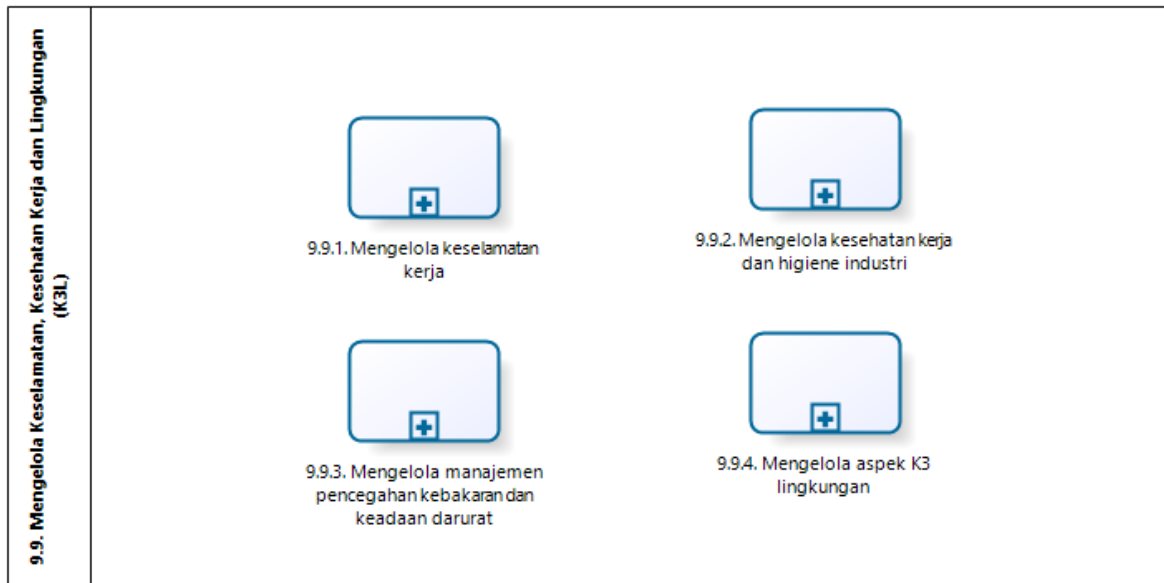 9.9. Mengelola Keselamatan, Kesehatan Kerja dan Lingkungan
(K3L)
9.9.1. Mengelola keselamatan
kerja
9.9.2. Mengelola kesehatan kerja
dan higiene industri
9.9.3. Mengelola manajemen
pencegahan kebakaran dan
keadaan darurat
9.9.4. Mengelola aspek K3
lingkungan